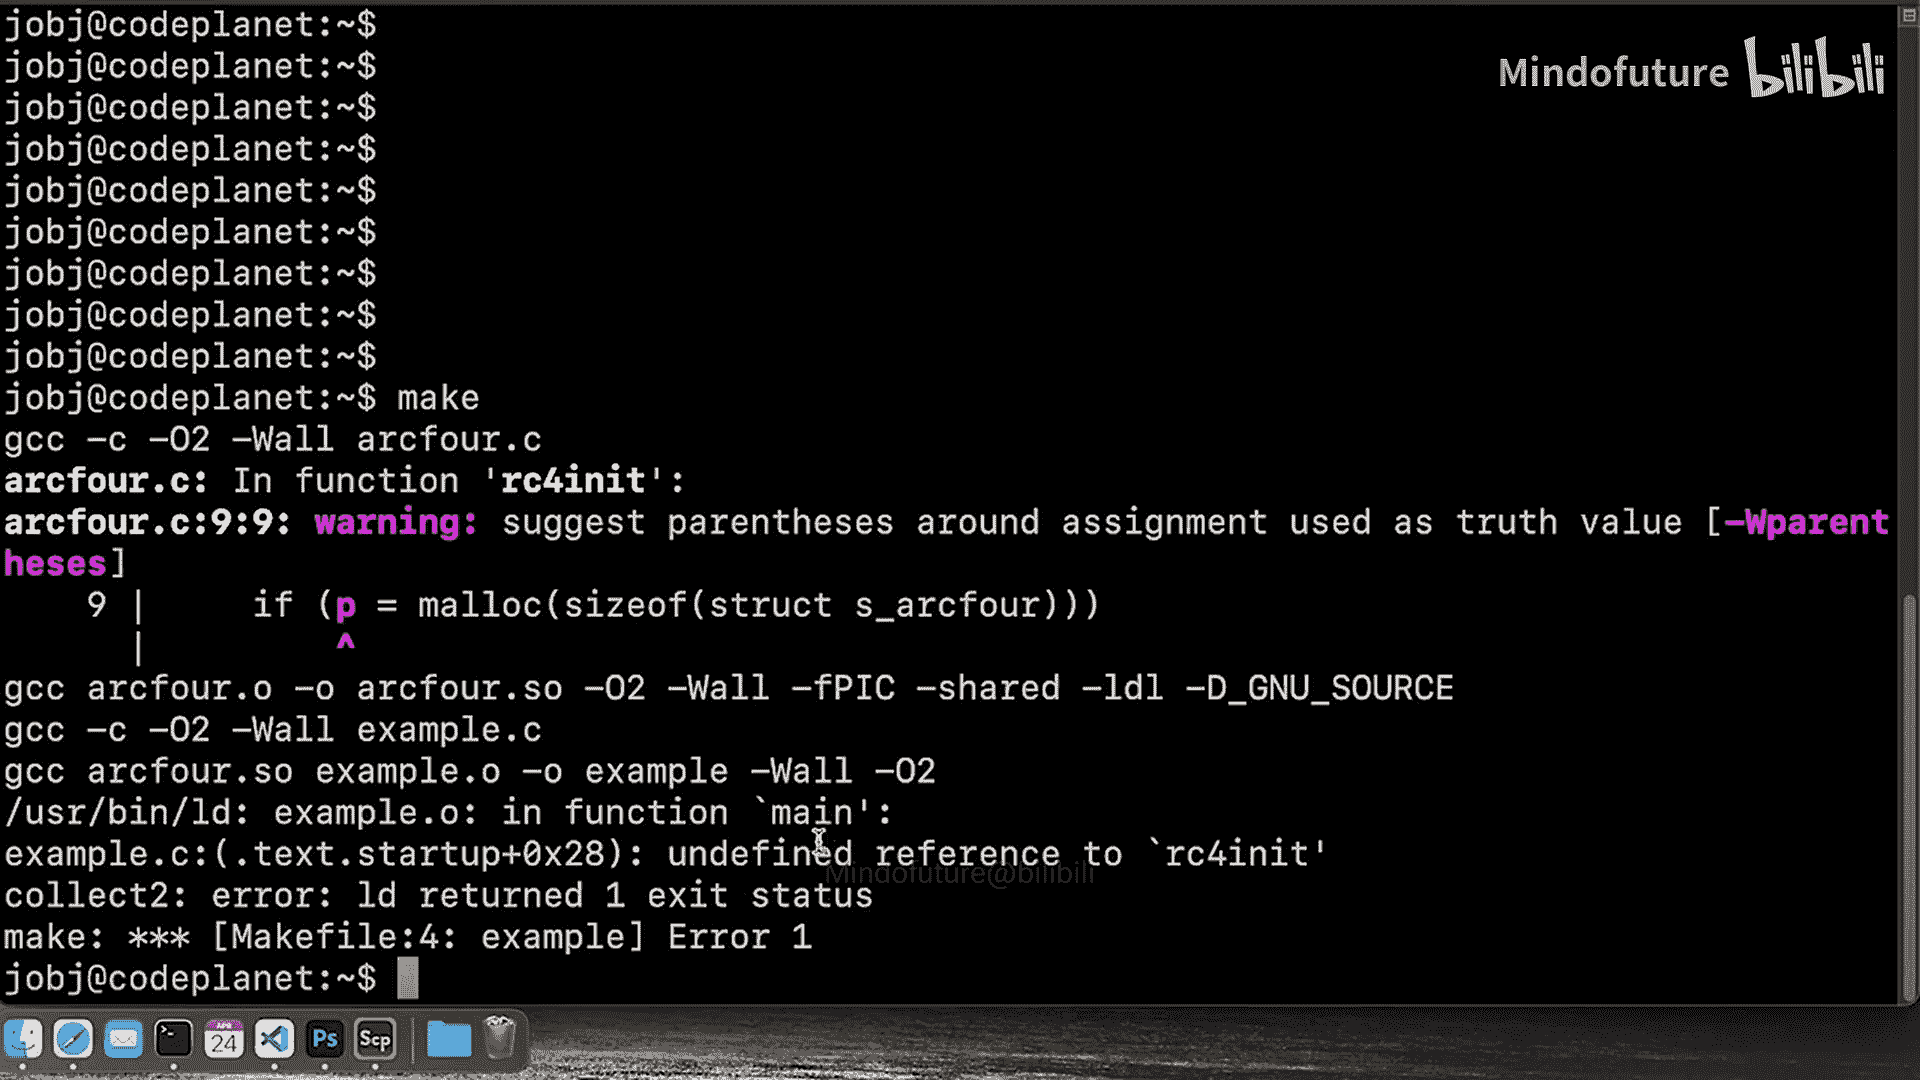 jobj@codeplanet:~$
jobj@codeplanet:~$
Mindofuture bilibili
jobj@codeplanet:~$
jobj@codeplanet:~$
jobj@codeplanet:~$
jobj@codeplanet:~$
jobj@codeplanet:~$
jobj@codeplanet:~$
jobj@codeplanet:~$
jobj@codeplanet:~$ make
gcc -c -O2 -Wall arcfour.c
arcfour.c: In function 'rc4init':
arcfour.c:9:9: warning: suggest parentheses around assignment used as truth value [-Wparent
heses]
9 | if (p = malloc(sizeof(struct s_arcfour)))
| ^
gcc arcfour.o -o arcfour.so -O2 -Wall -fPIC -shared -ldl -D_GNU_SOURCE
gcc -c -O2 -Wall example.c
gcc arcfour.so example.o -o example -Wall -O2
/usr/bin/ld: example.o: in function `main':
example.c:(.text.startup+0x28): undefined reference to `rc4init'
Mindofuture@bilibili
collect2: error: ld returned 1 exit status
make: *** [Makefile:4: example] Error 1
jobj@codeplanet:~$
APR
24
Ps
Scp